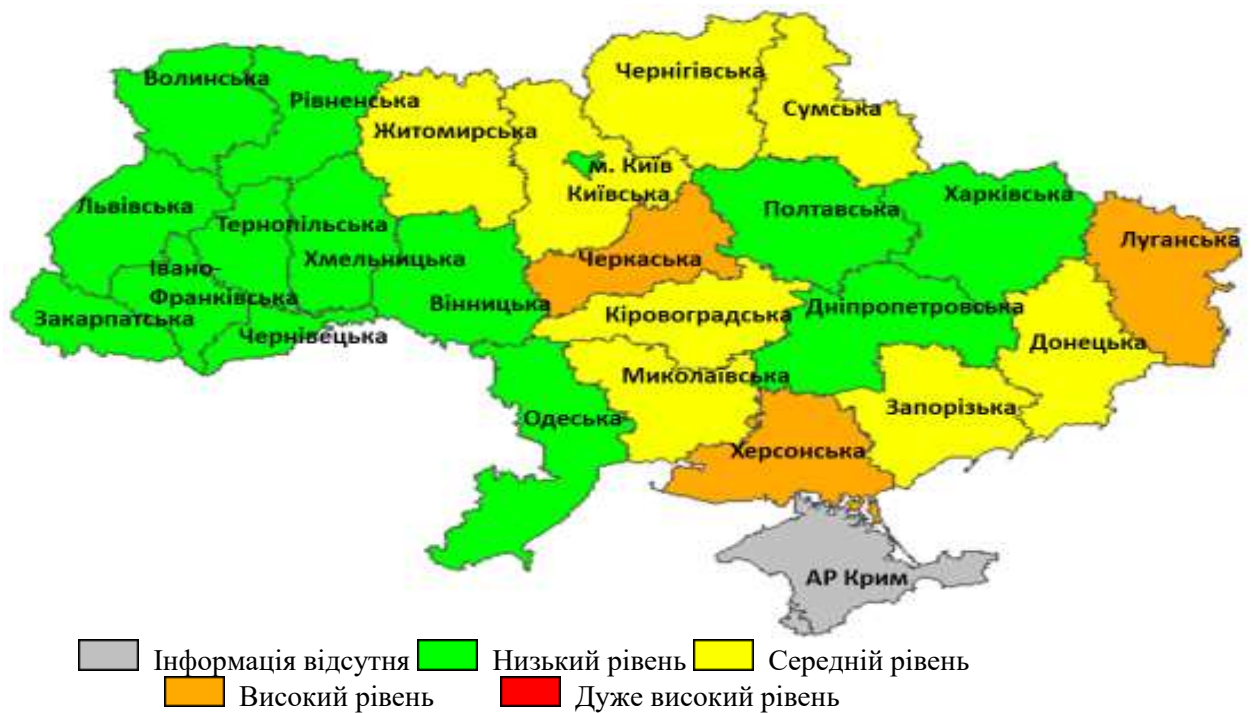 Чернігівська
Волинська
Рівненська
Сумська
Житомирська
м. Київ
Київська
Львівська
Тернопільська
Полтавська
Харківська
Луганська
Хмельницька
Черкаська
Івано-
Франківська
Вінницька
Закарпатська
Чернівецька
Кіровоградська
Дніпропетровська
Донецька
Миколаївська
Запорізька
Одеська
Херсонська
АР Крим
Інформація відсутня Низький рівень Середній рівень
Високий рівень Дуже високий рівень